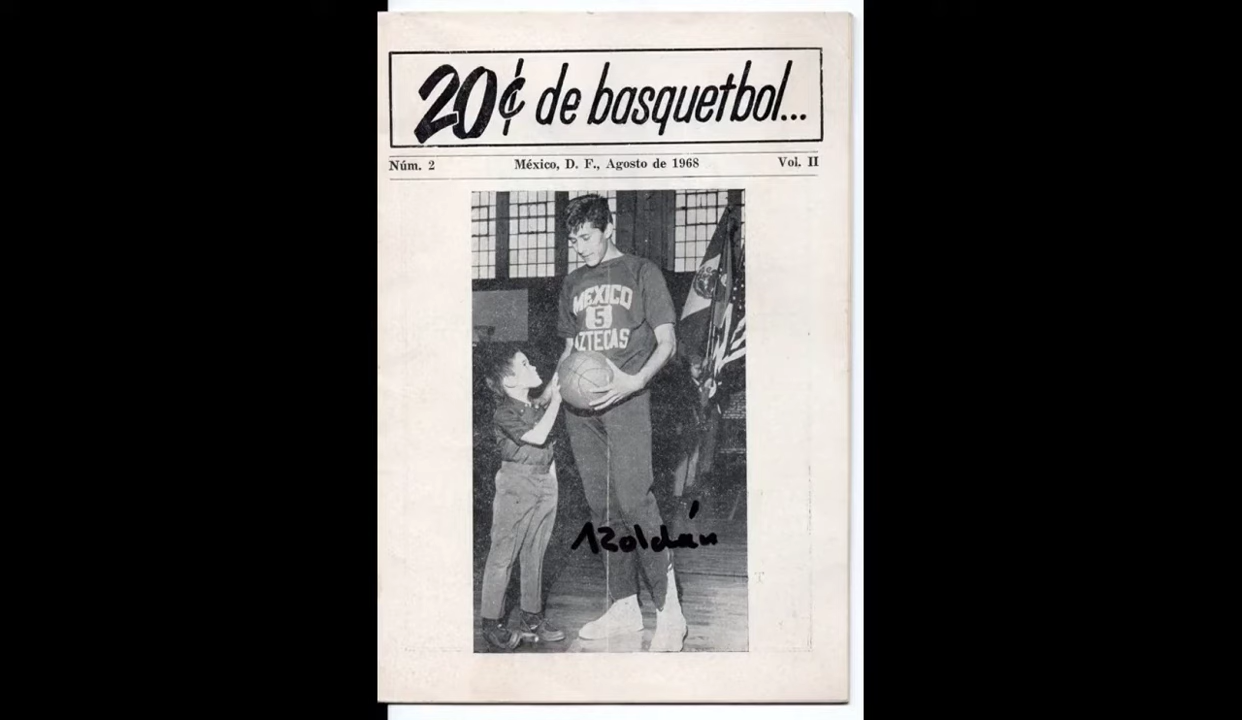 20¢ de basquetbol...
Núm. 2 México, D. F., Agosto de 1968 Vol. II
MEXICO
5
AZTECAS
Roldán